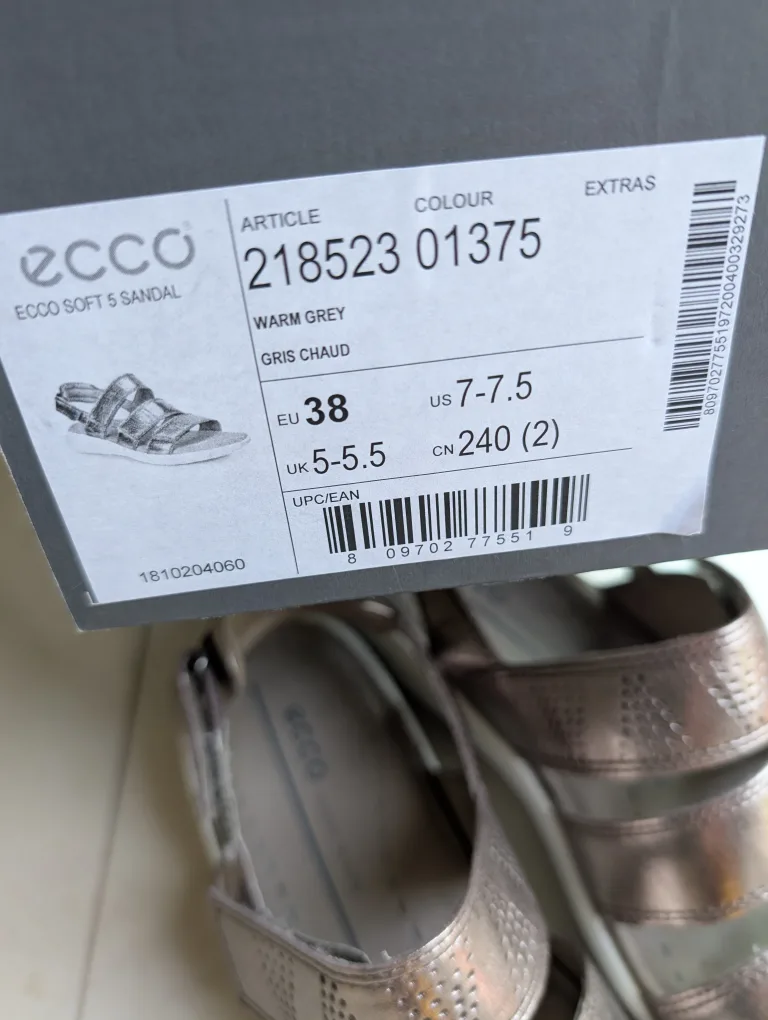 ecco
ECCO SOFT 5 SANDAL
ARTICLE COLOUR EXTRAS
218523 01375
WARM GREY
GRIS CHAUD
EU 38 US 7-7.5
UK 5-5.5 CN 240 (2)
UPC/EAN
8 09702 77551 9
1810204060
8097027755197200400329273
ecco